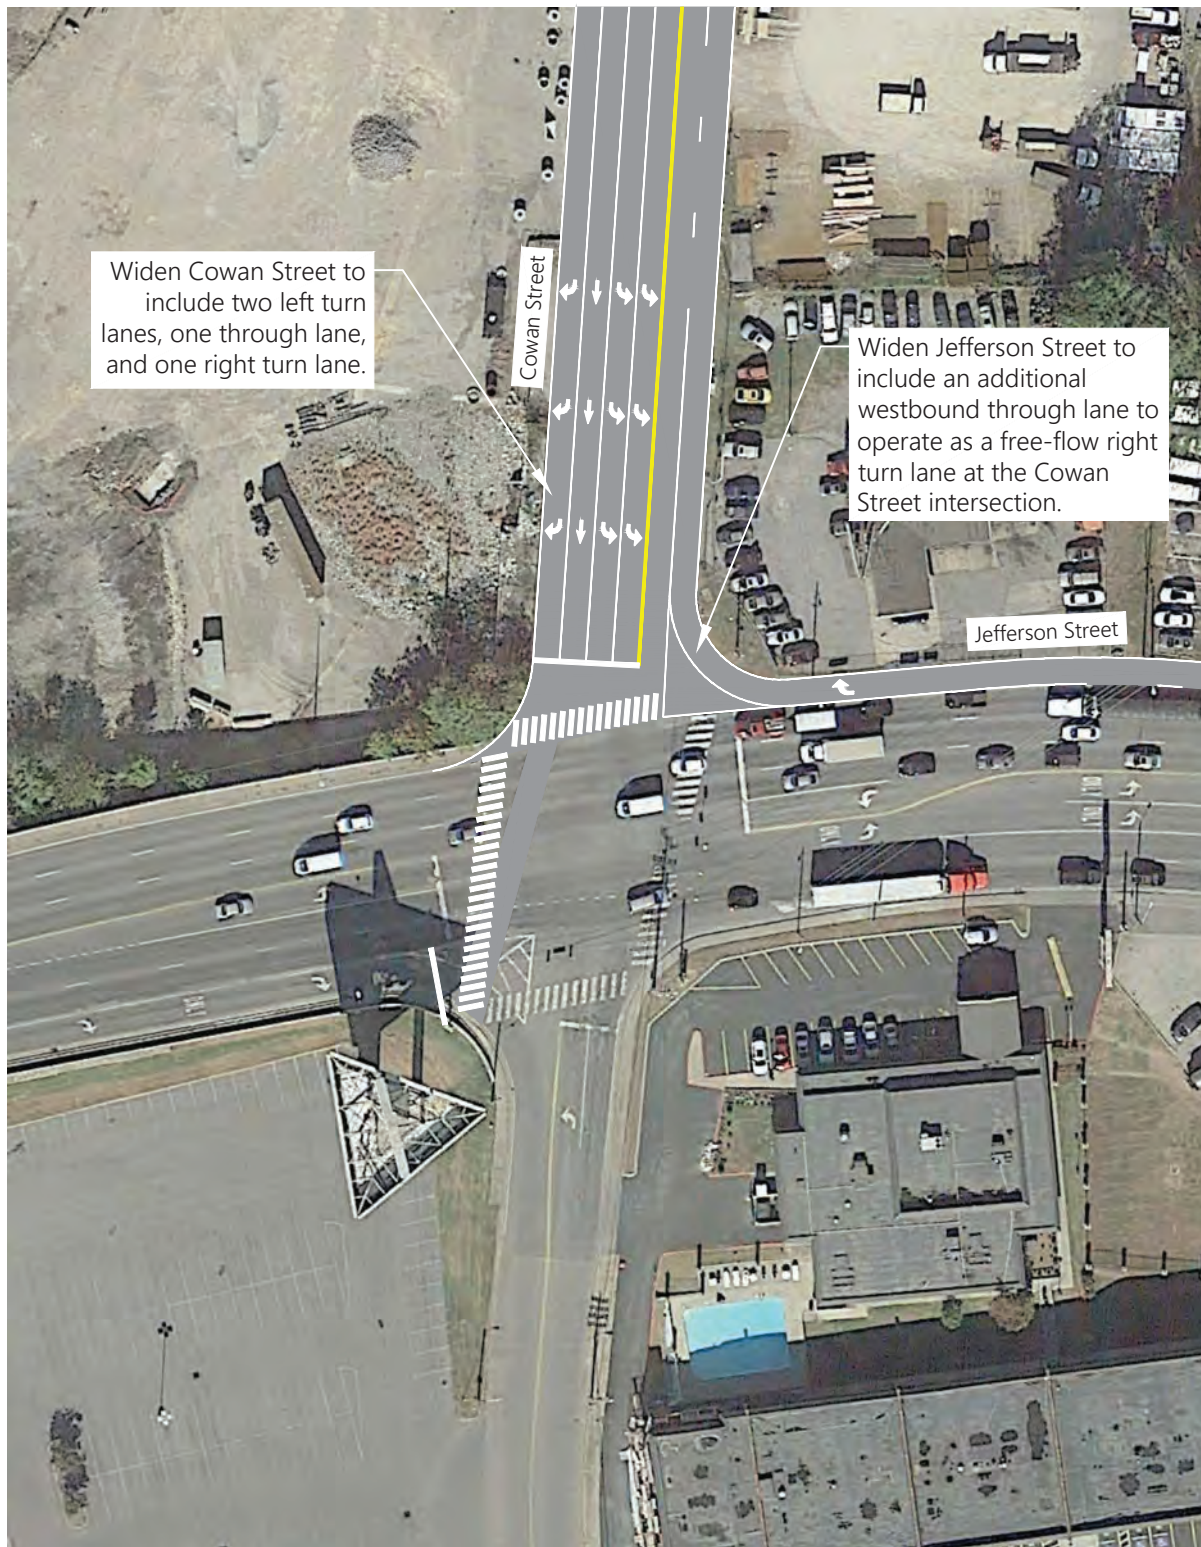 Widen Cowan Street to
include two left turn
lanes, one through lane,
and one right turn lane.
Cowan Street
Widen Jefferson Street to
include an additional
westbound through lane to
operate as a free-flow right
turn lane at the Cowan
Street intersection.
Jefferson Street